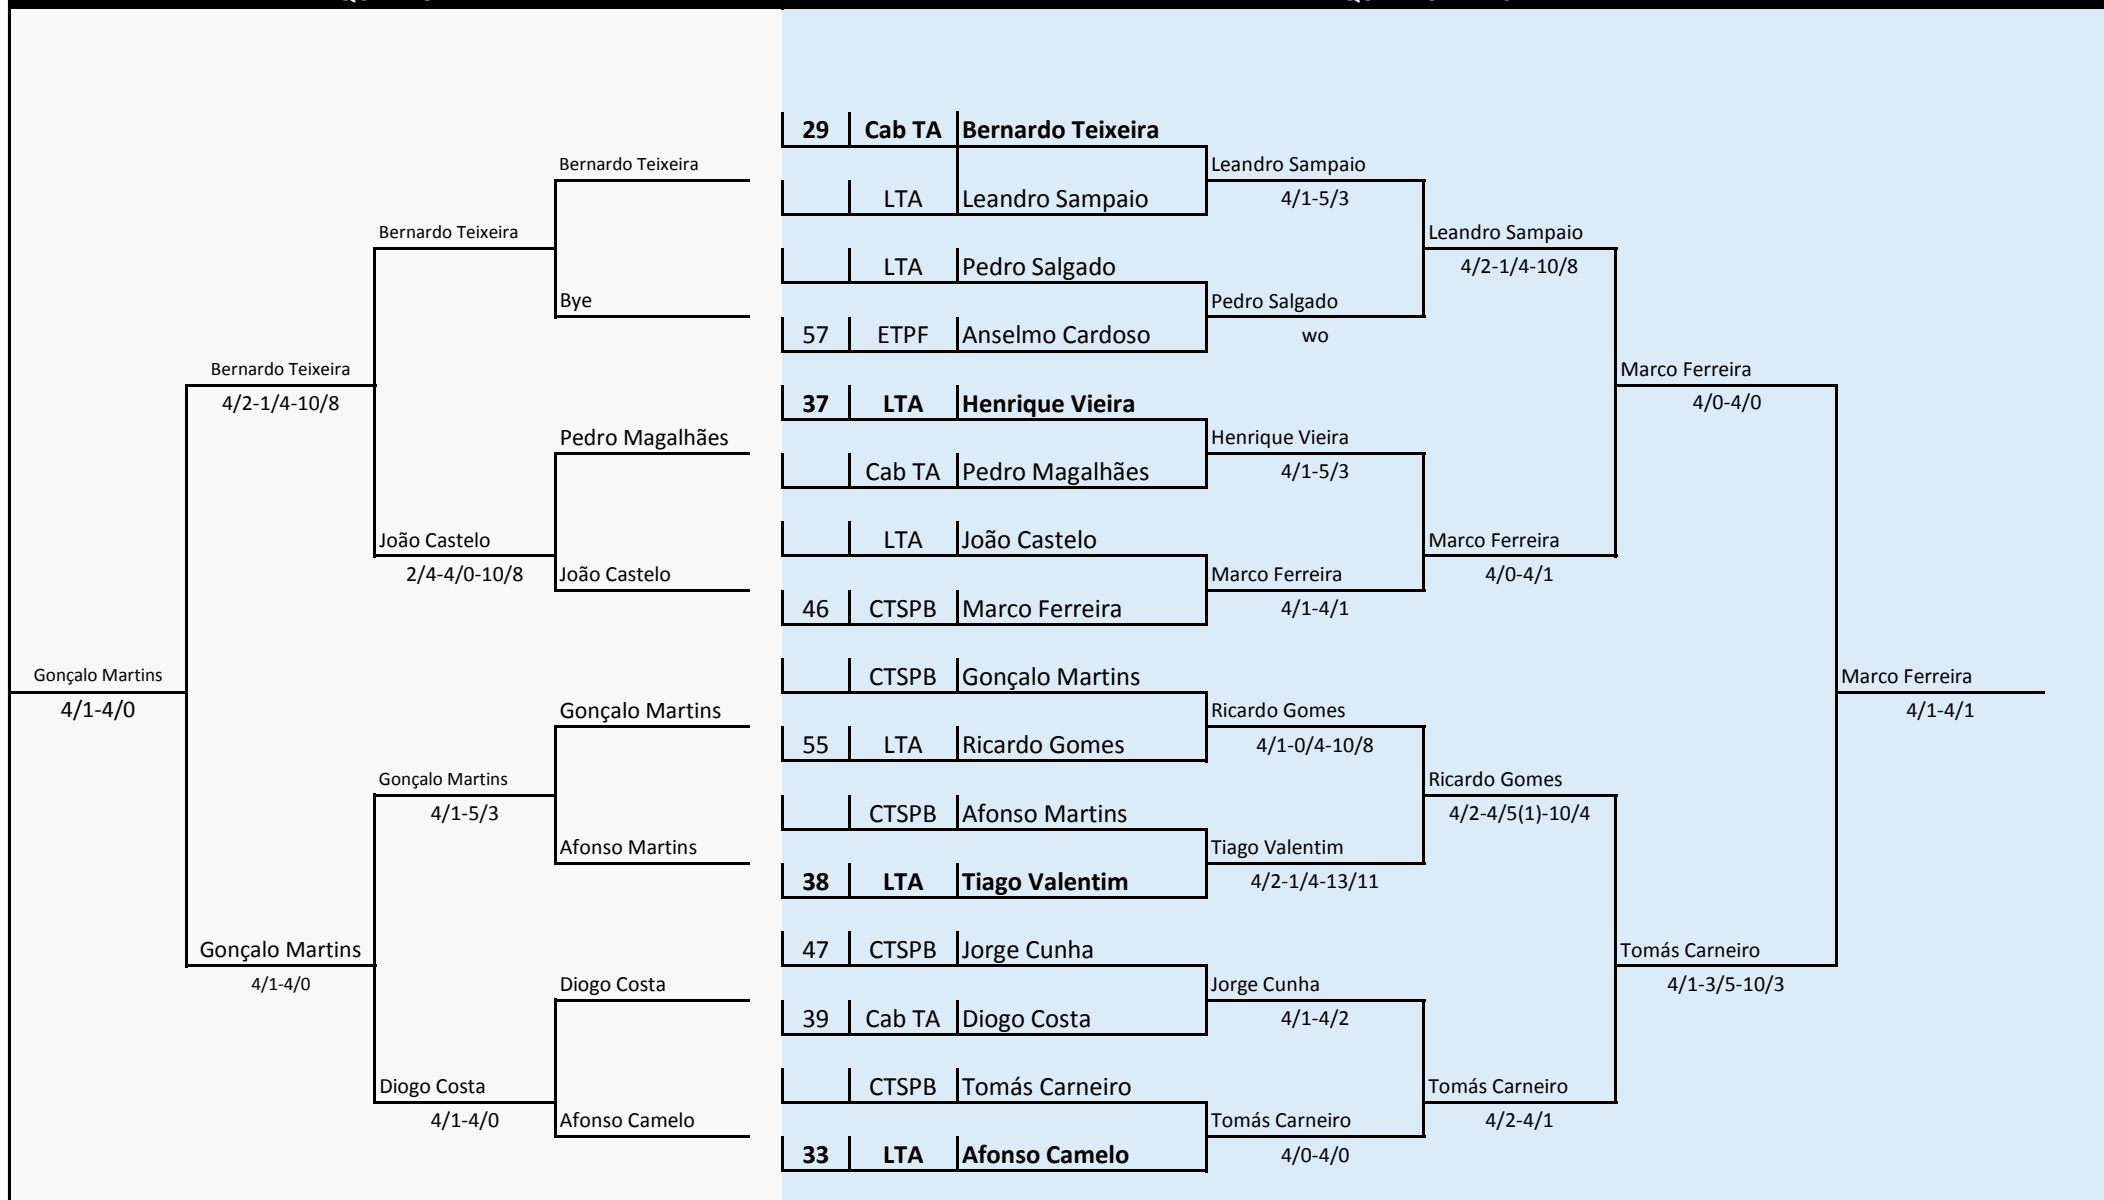 29 Cab TA Bernardo Teixeira
Bernardo Teixeira Leandro Sampaio
LTA Leandro Sampaio 4/1-5/3
Bernardo Teixeira Leandro Sampaio
LTA Pedro Salgado 4/2-1/4-10/8
Bye Pedro Salgado
57 ETPF Anselmo Cardoso wo
Bernardo Teixeira Marco Ferreira
4/2-1/4-10/8 37 LTA Henrique Vieira 4/0-4/0
Pedro Magalhães Henrique Vieira
Cab TA Pedro Magalhães 4/1-5/3
João Castelo LTA João Castelo Marco Ferreira
2/4-4/0-10/8 João Castelo Marco Ferreira 4/0-4/1
46 CTSPB Marco Ferreira 4/1-4/1
Gonçalo Martins CTSPB Gonçalo Martins Marco Ferreira
4/1-4/0 Gonçalo Martins Ricardo Gomes 4/1-4/1
55 LTA Ricardo Gomes 4/1-0/4-10/8
Gonçalo Martins Ricardo Gomes
4/1-5/3 CTSPB Afonso Martins 4/2-4/5(1)-10/4
Afonso Martins Tiago Valentim
38 LTA Tiago Valentim 4/2-1/4-13/11
Gonçalo Martins 47 CTSPB Jorge Cunha Tomás Carneiro
4/1-4/0 Diogo Costa Jorge Cunha 4/1-3/5-10/3
39 Cab TA Diogo Costa 4/1-4/2
Diogo Costa CTSPB Tomás Carneiro Tomás Carneiro
4/1-4/0 Afonso Camelo Tomás Carneiro 4/2-4/1
33 LTA Afonso Camelo 4/0-4/0